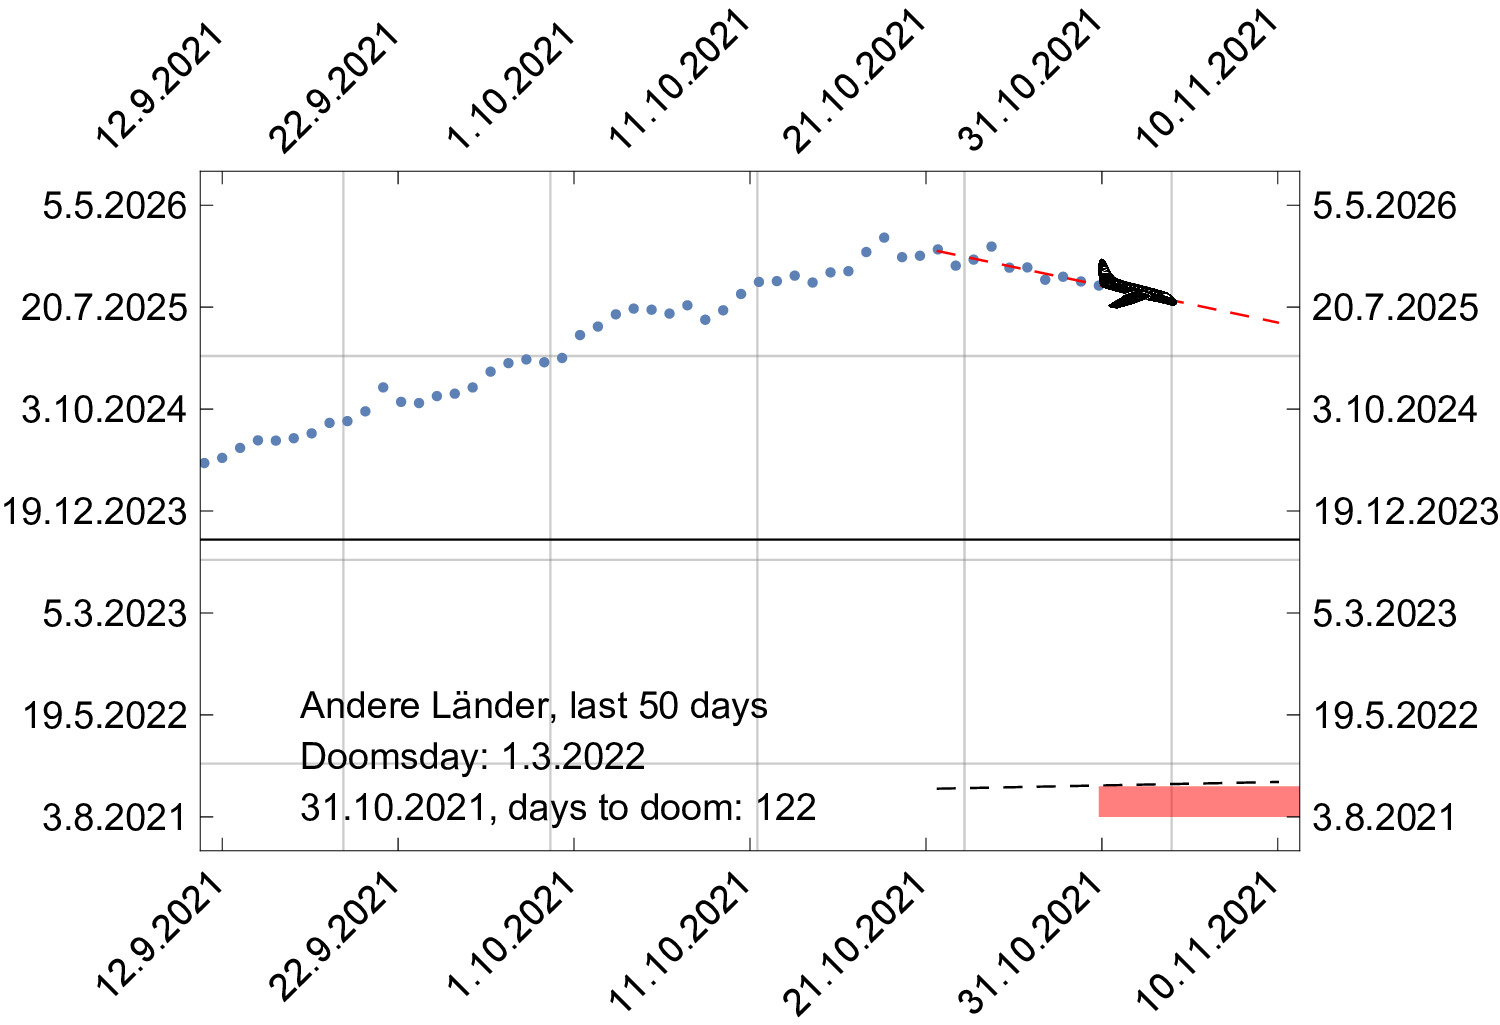 12.9.2021 22.9.2021 1.10.2021 11.10.2021 21.10.2021 31.10.2021 10.11.2021
5.5.2026 5.5.2026
20.7.2025 20.7.2025
3.10.2024 3.10.2024
19.12.2023 19.12.2023
5.3.2023 5.3.2023
19.5.2022 19.5.2022
Andere Länder, last 50 days
Doomsday: 1.3.2022
31.10.2021, days to doom: 122
3.8.2021 3.8.2021
12.9.2021 22.9.2021 1.10.2021 11.10.2021 21.10.2021 31.10.2021 10.11.2021